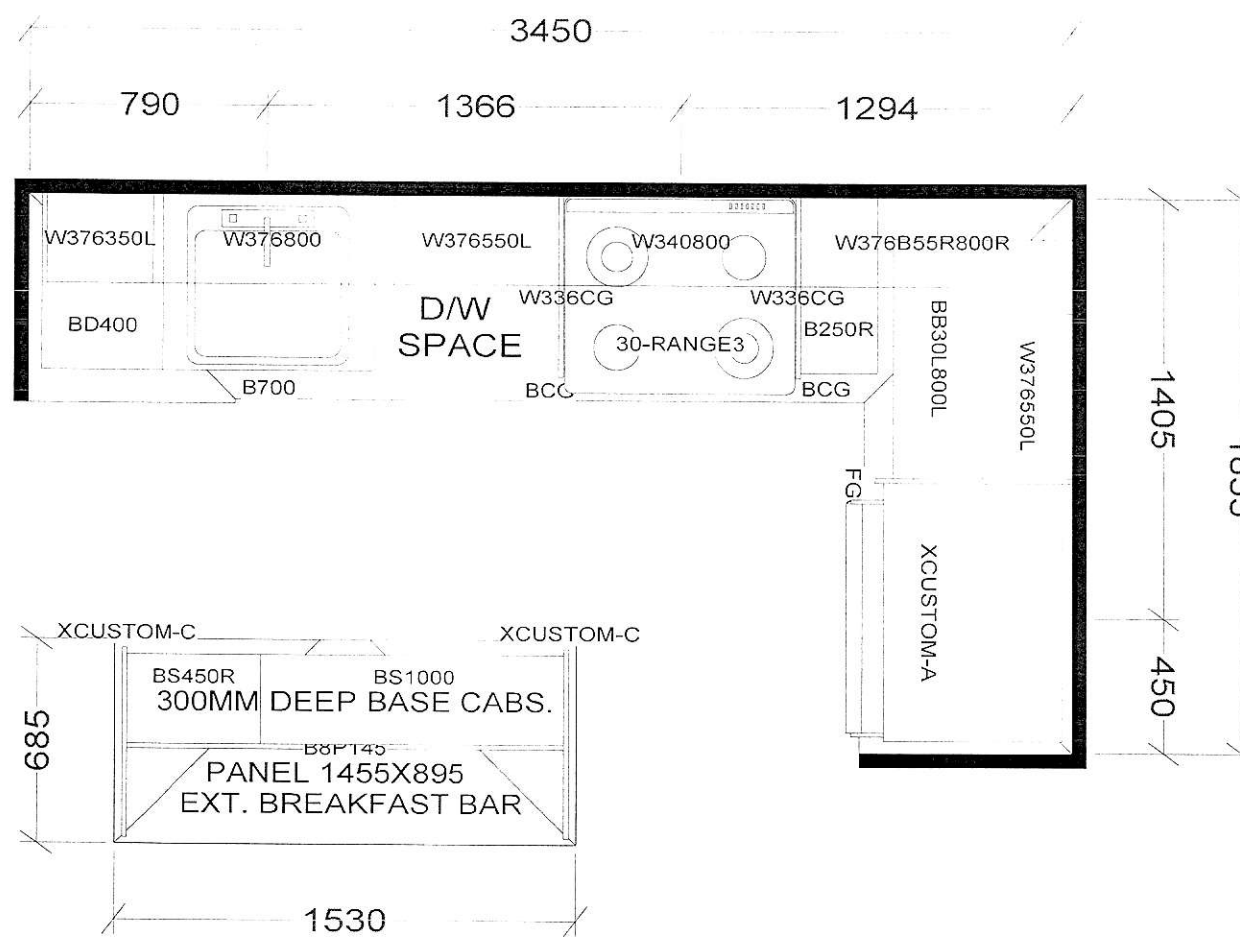 3450
790
1366
1294
W376350L
W376800
W376550L
W340800
W376B55R800R
W336CG
W336CG
D/W
SPACE
BD400
30-RANGE3
B250R
BB30L800L
W376550L
B700
BCG
BCG
FG
XCUSTOM-A
1405
450
XCUSTOM-C
XCUSTOM-C
BS450R
BS1000
300MM DEEP BASE CABS.
PANEL 1455X895
EXT. BREAKFAST BAR
685
1530